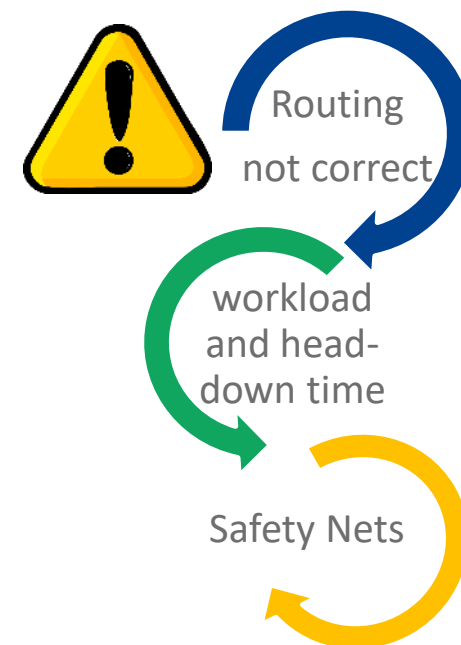 Routing
not correct
workload
and head-
down time
Safety Nets